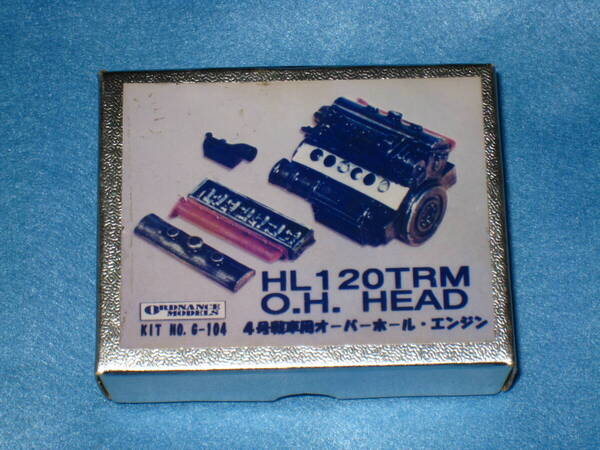 HL120TRM
O.H. HEAD
ORDNANCE
MODELS
KIT NO. G-104
4号戦車用オーバーホール・エンジン